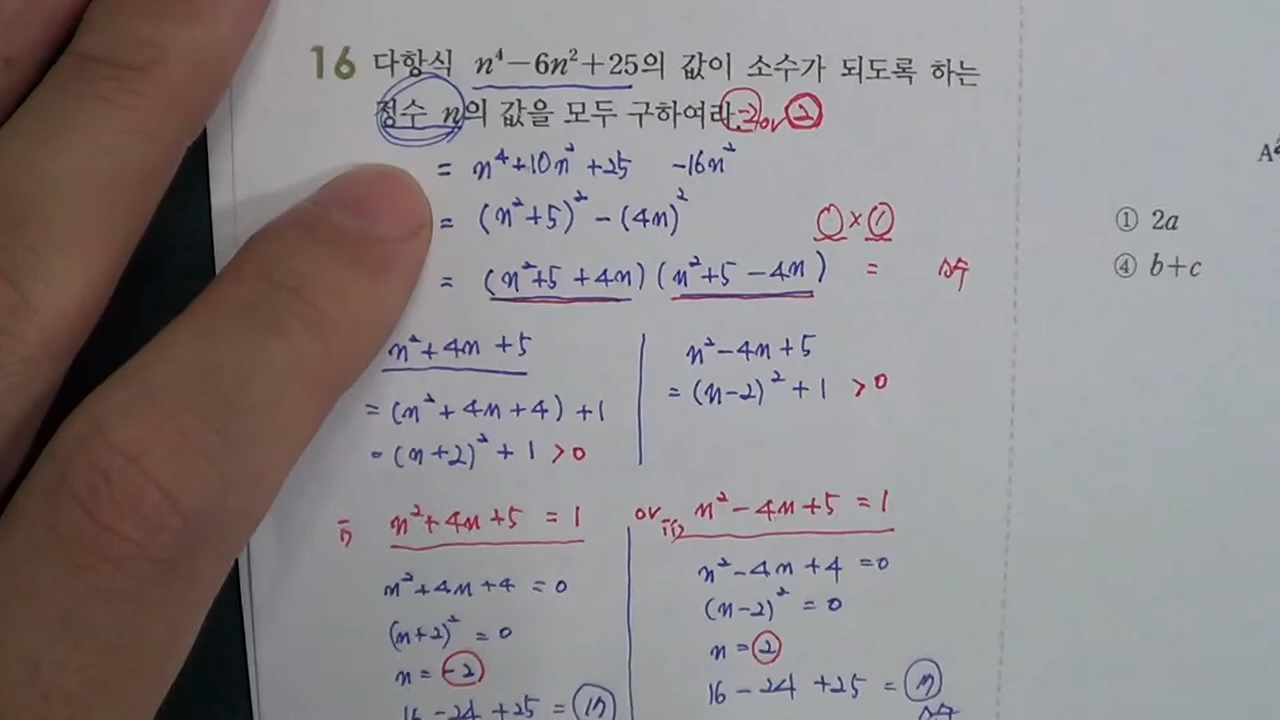 16 다항식 n⁴−6n²+25의 값이 소수가 되도록 하는
정수 n의 값을 모두 구하여라. -2 or 2
= n⁴+10n²+25 -16n²
= (n²+5)² - (4n)²
① × ①
= (n²+5+4n)(n²+5-4n) = 소수
n²+4n+5
= (n²+4n+4)+1
= (n+2)²+1 >0
n²-4n+5
= (n-2)²+1 >0
i) n²+4n+5 = 1
n²+4n+4 = 0
(n+2)² = 0
n = -2
16-24+25 = 17
or ii) n²-4n+5 = 1
n²-4n+4 = 0
(n-2)² = 0
n = 2
16-24+25 = 17
소수
① 2a
④ b+c